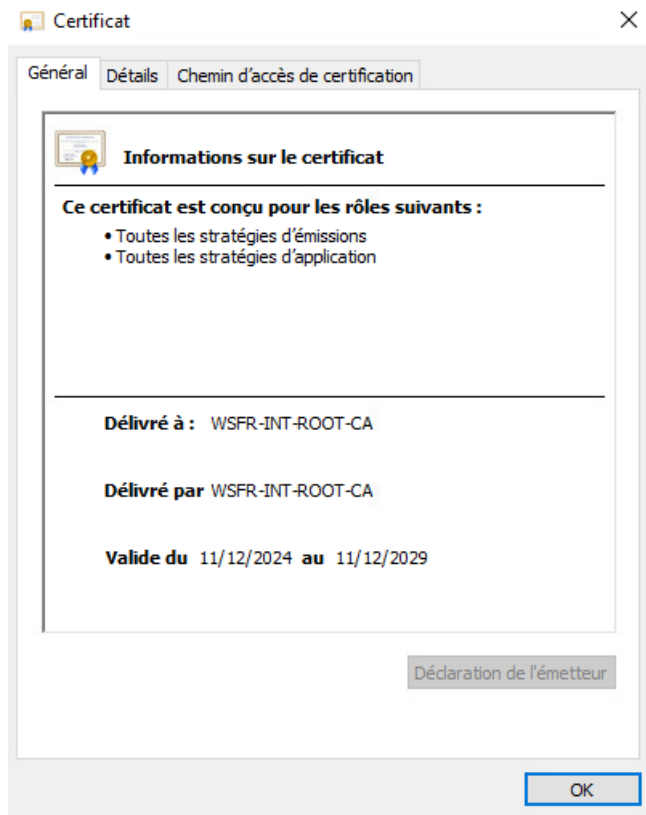 Certificat
Général Détails Chemin d'accès de certification
Informations sur le certificat
Ce certificat est conçu pour les rôles suivants :
• Toutes les stratégies d'émissions
• Toutes les stratégies d'application
Délivré à : WSFR-INT-ROOT-CA
Délivré par WSFR-INT-ROOT-CA
Valide du 11/12/2024 au 11/12/2029
Déclaration de l'émetteur
OK